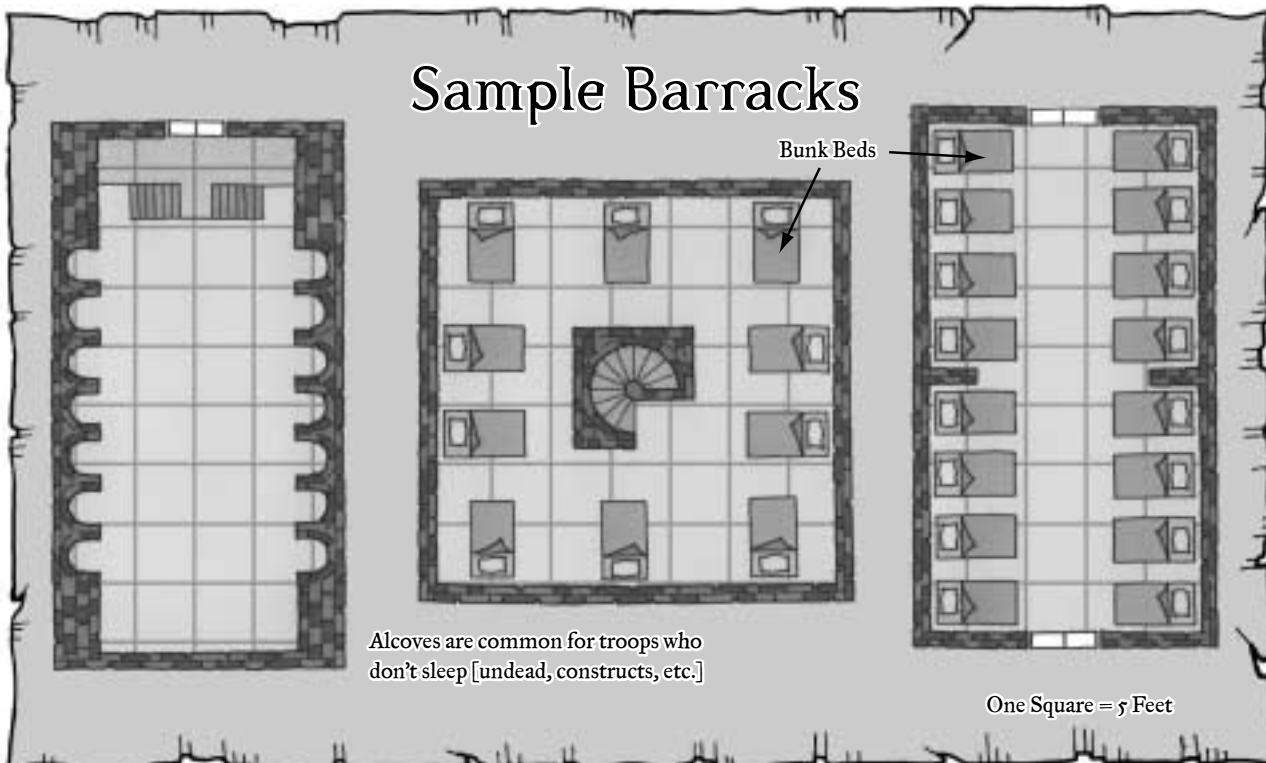 Sample Barracks
Bunk Beds
Alcoves are common for troops who
don't sleep [undead, constructs, etc.]
One Square = 5 Feet